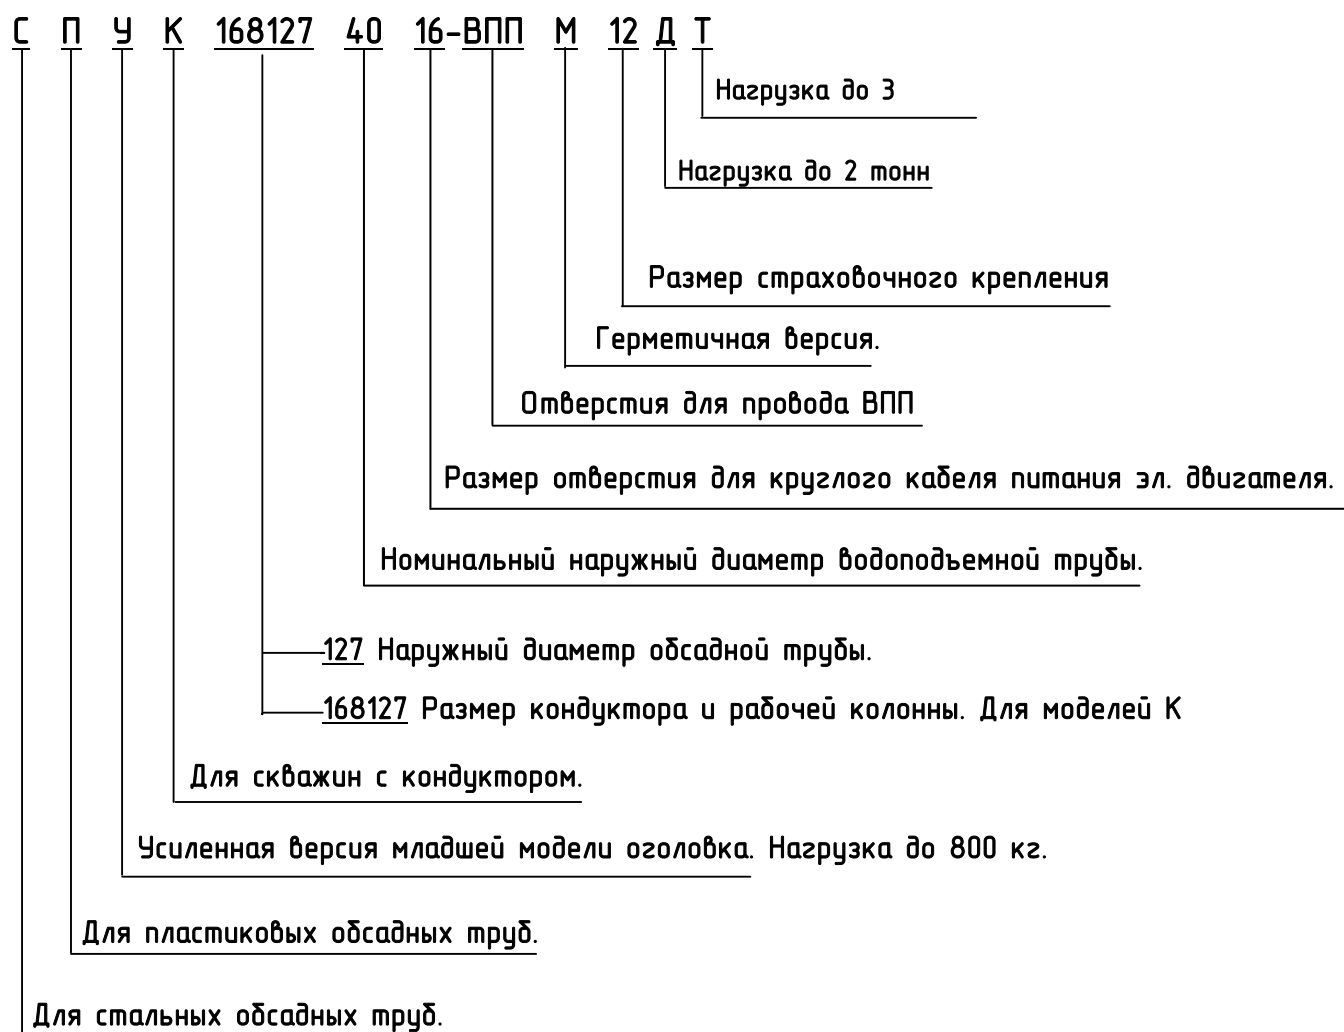 С П У К 168127 40 16-ВПП М 12 Д Т
Нагрузка до 3
Нагрузка до 2 тонн
Размер страховочного крепления
Герметичная версия.
Отверстия для провода ВПП
Размер отверстия для круглого кабеля питания эл. двигателя.
Номинальный наружный диаметр водоподъемной трубы.
127 Наружный диаметр обсадной трубы.
168127 Размер кондуктора и рабочей колонны. Для моделей К
Для скважин с кондуктором.
Усиленная версия младшей модели оголовка. Нагрузка до 800 кг.
Для пластиковых обсадных труб.
Для стальных обсадных труб.